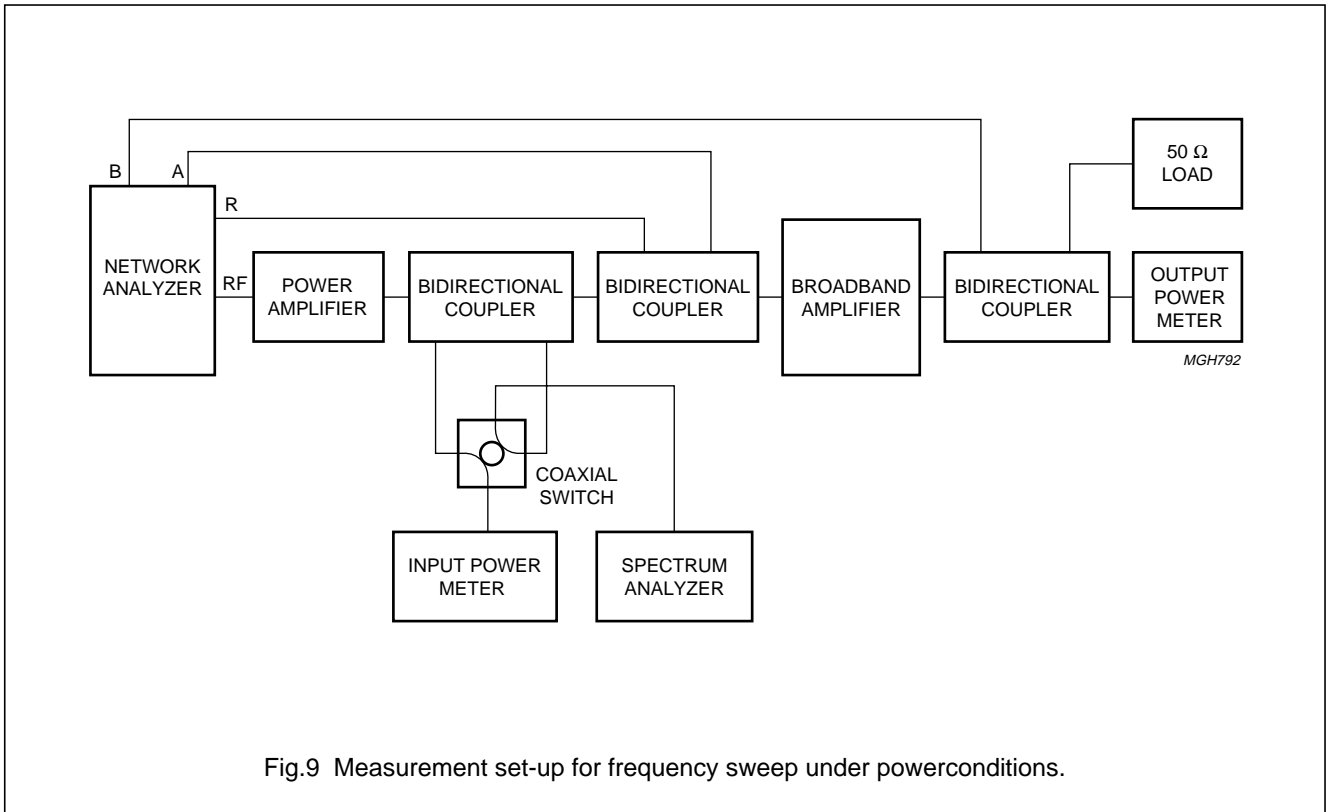 B
A
50 Ω
LOAD
R
NETWORK
ANALYZER
RF
POWER
AMPLIFIER
BIDIRECTIONAL
COUPLER
BIDIRECTIONAL
COUPLER
BROADBAND
AMPLIFIER
BIDIRECTIONAL
COUPLER
OUTPUT
POWER
METER
MGH792
COAXIAL
SWITCH
INPUT POWER
METER
SPECTRUM
ANALYZER
Fig.9 Measurement set-up for frequency sweep under powerconditions.